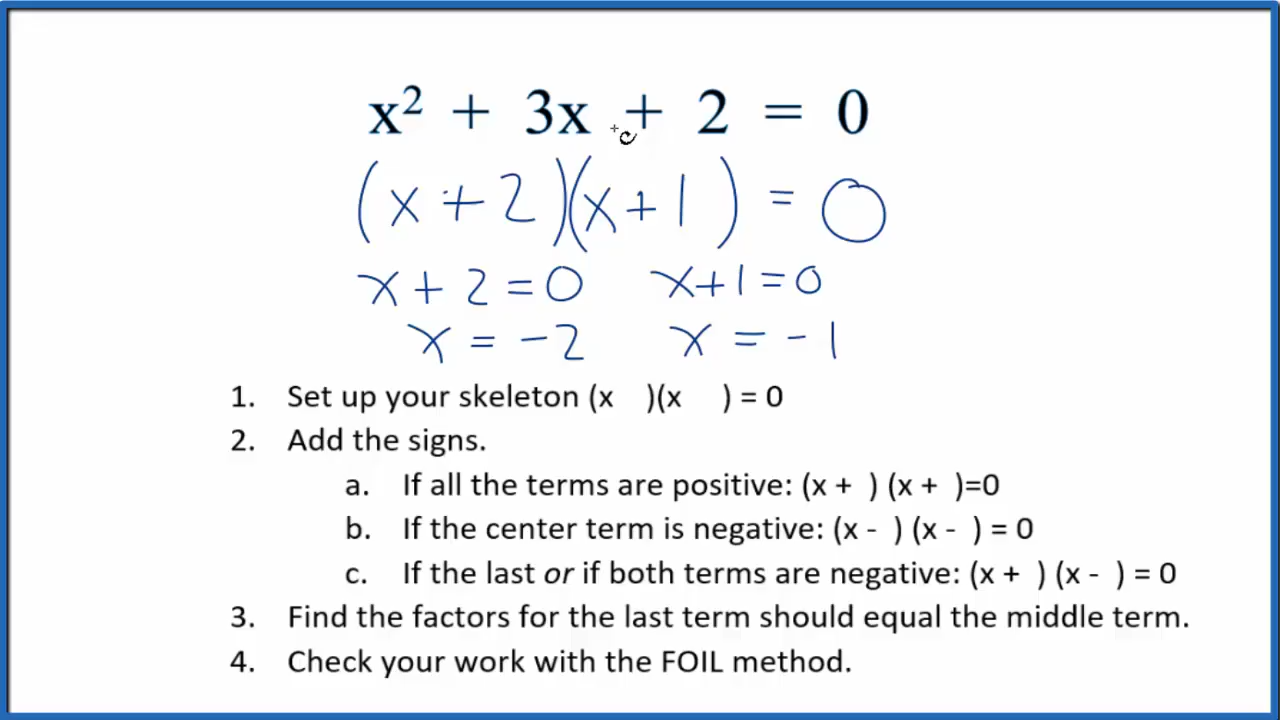 x² + 3x + 2 = 0
(x + 2)(x + 1) = 0
x + 2 = 0 x + 1 = 0
x = -2 x = -1
1. Set up your skeleton (x )(x ) = 0
2. Add the signs.
a. If all the terms are positive: (x + ) (x + )=0
b. If the center term is negative: (x - ) (x - ) = 0
c. If the last or if both terms are negative: (x + ) (x - ) = 0
3. Find the factors for the last term should equal the middle term.
4. Check your work with the FOIL method.